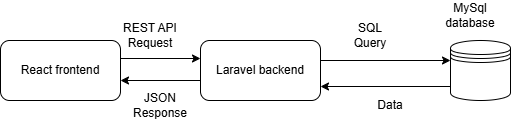 REST API
Request
SQL
Query
MySql
database
React frontend
Laravel backend
JSON
Response
Data